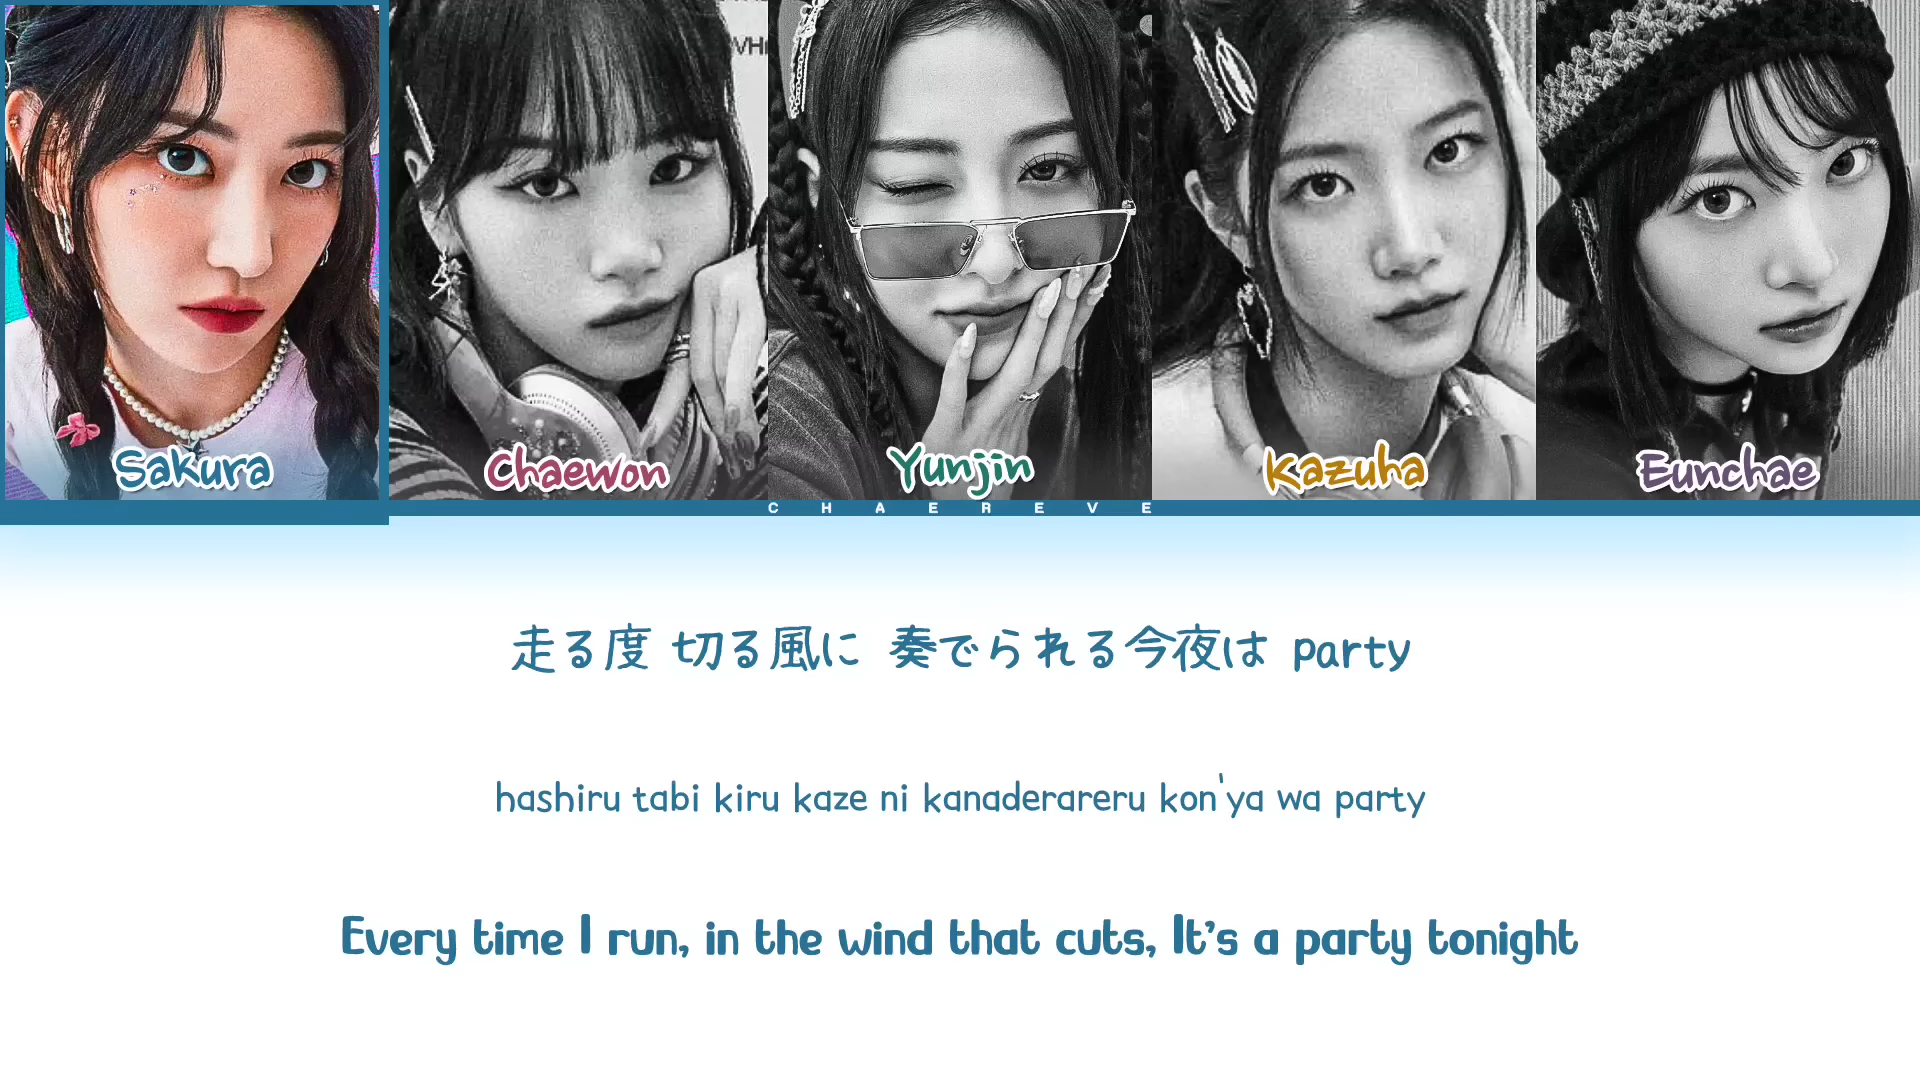 WH
Sakura
Chaewon
Yunjin
Kazuha
Eunchae
CHAEREVE
走る度 切る風に 奏でられる今夜は party
hashiru tabi kiru kaze ni kanaderareru kon'ya wa party
Every time I run, in the wind that cuts, It's a party tonight